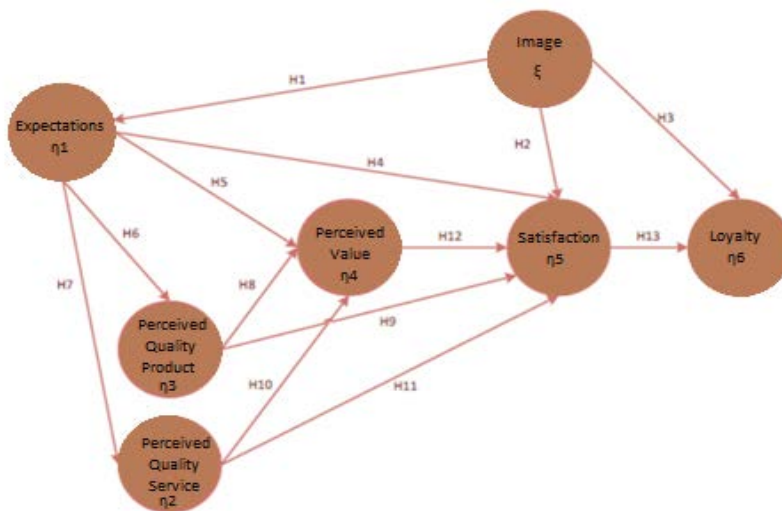 Image
ξ
H1
H3
Expectations
η1
H2
H4
H5
H6
Perceived
Value
η4
H12
Satisfaction
η5
H13
Loyalty
η6
H7
H8
H9
Perceived
Quality
Product
η3
H10
H11
Perceived
Quality
Service
η2